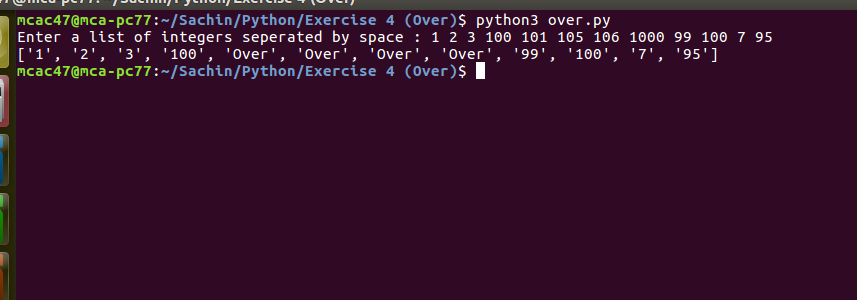 mcac47@mca-pc77:~/Sachin/Python/Exercise 4 (Over)$ python3 over.py
Enter a list of integers seperated by space : 1 2 3 100 101 105 106 1000 99 100 7 95
['1', '2', '3', '100', 'Over', 'Over', 'Over', 'Over', '99', '100', '7', '95']
mcac47@mca-pc77:~/Sachin/Python/Exercise 4 (Over)$